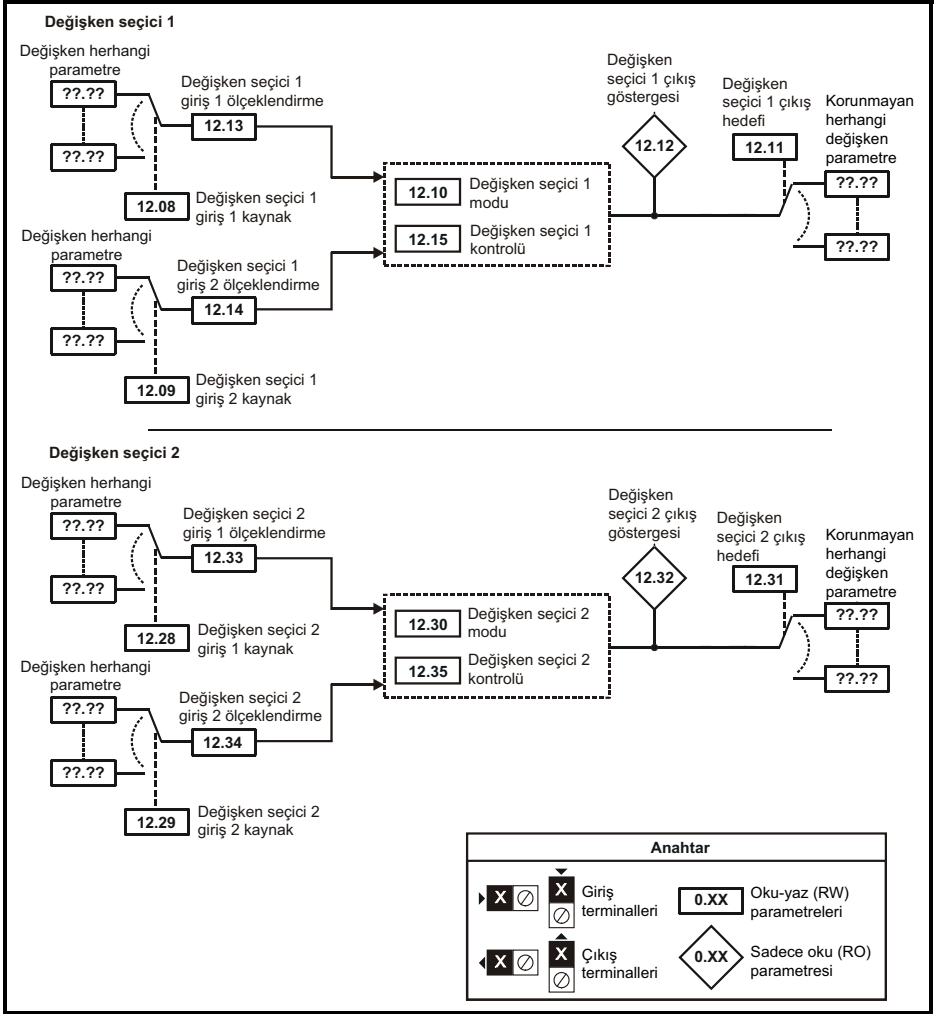 Değişken seçici 1
Değişken herhangi
parametre
??.??
??.??
Değişken seçici 1
giriş 1 ölçeklendirme
12.13
12.08
Değişken seçici 1
giriş 1 kaynak
Değişken herhangi
parametre
??.??
??.??
Değişken seçici 1
giriş 2 ölçeklendirme
12.14
12.09
Değişken seçici 1
giriş 2 kaynak
12.10
Değişken seçici 1
modu
12.15
Değişken seçici 1
kontrolü
Değişken
seçici 1 çıkış
göstergesi
12.12
Değişken
seçici 1 çıkış
hedefi
12.11
Korunmayan
herhangi
değişken
parametre
??.??
??.??
Değişken seçici 2
Değişken herhangi
parametre
??.??
??.??
Değişken seçici 2
giriş 1 ölçeklendirme
12.33
12.28
Değişken seçici 2
giriş 1 kaynak
Değişken herhangi
parametre
??.??
??.??
Değişken seçici 2
giriş 2 ölçeklendirme
12.34
12.29
Değişken seçici 2
giriş 2 kaynak
12.30
Değişken seçici 2
modu
12.35
Değişken seçici 2
kontrolü
Değişken
seçici 2 çıkış
göstergesi
12.32
Değişken
seçici 2 çıkış
hedefi
12.31
Korunmayan
herhangi
değişken
parametre
??.??
??.??
Anahtar
X
X
Giriş
terminalleri
0.XX
Oku-yaz (RW)
parametreleri
X
X
Çıkış
terminalleri
0.XX
Sadece oku (RO)
parametresi